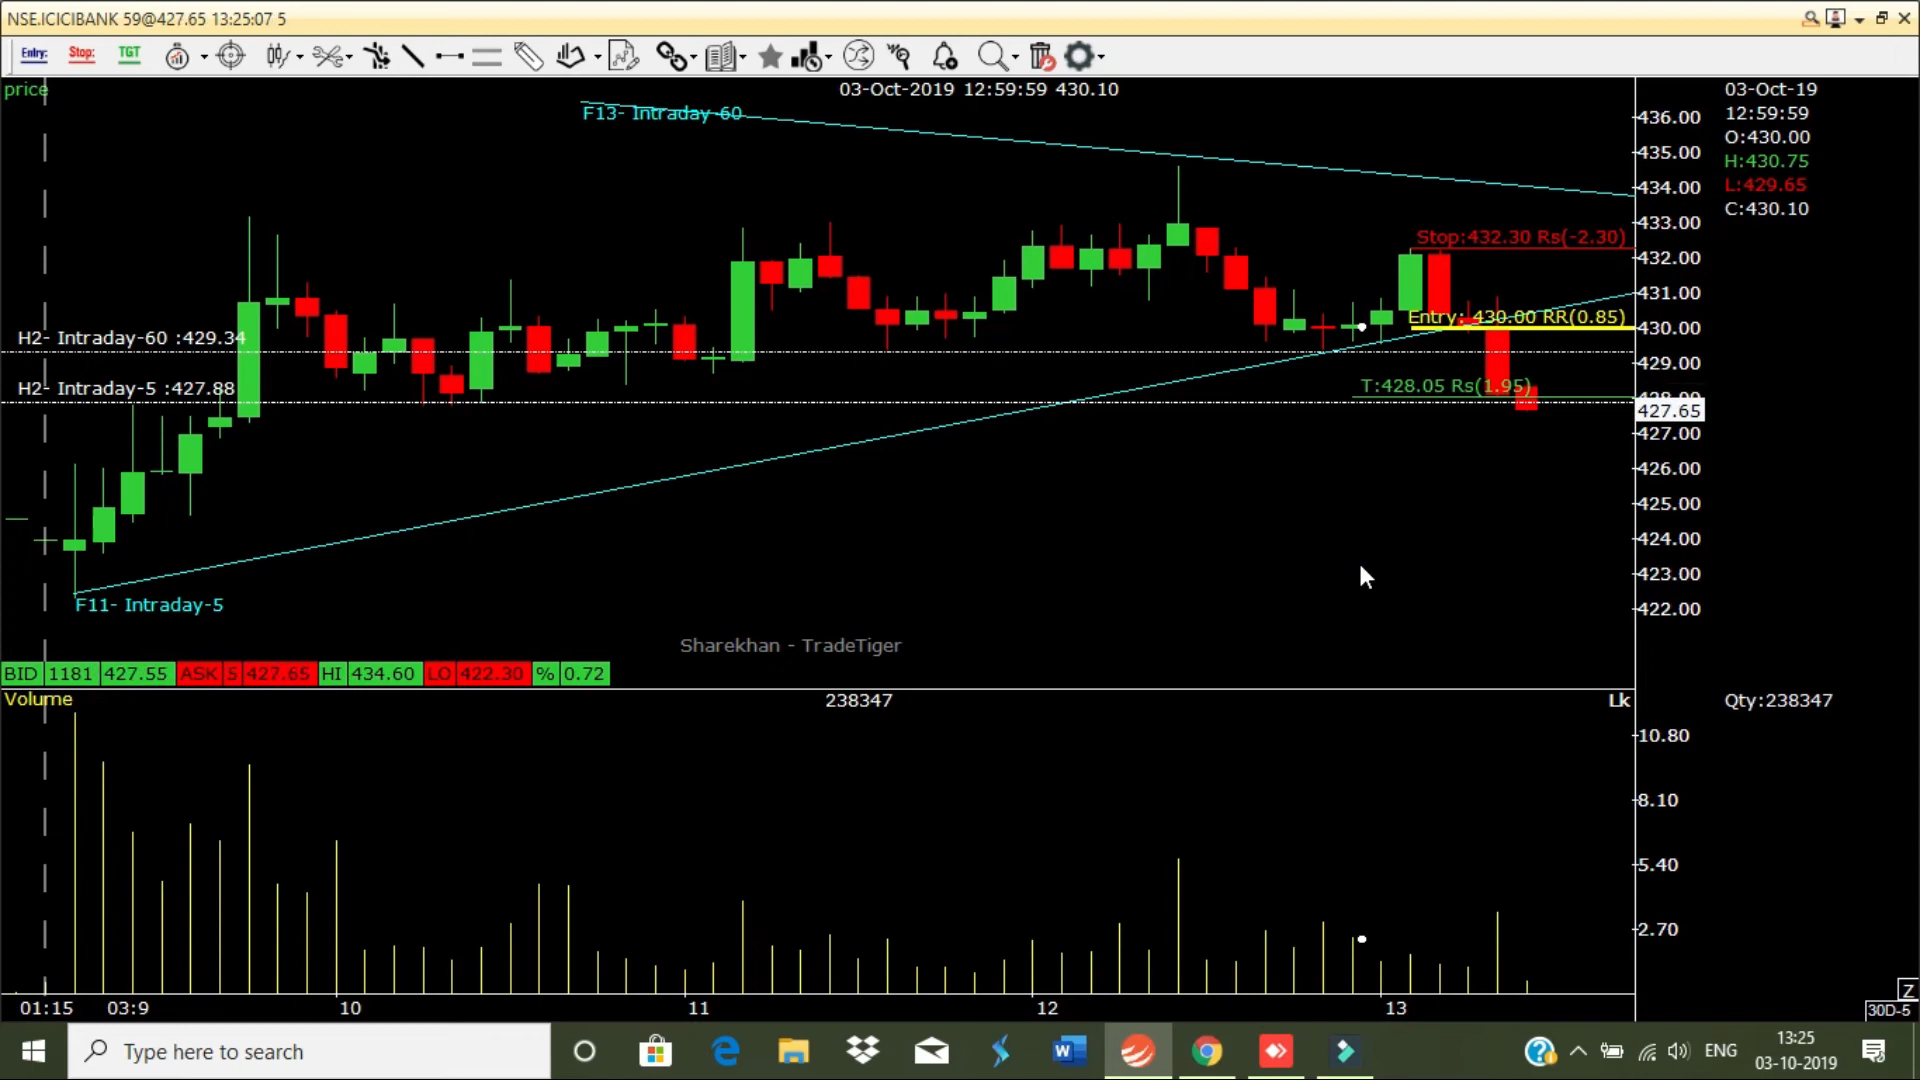 NSE.ICICIBANK 59@427.65 13:25:07 5
Entry: Stop: TGT
price
03-Oct-2019 12:59:59 430.10
F13- Intraday-60
03-Oct-19
12:59:59
O:430.00
H:430.75
L:429.65
C:430.10
436.00
435.00
434.00
433.00
432.00
431.00
430.00
429.00
428.00
427.65
427.00
426.00
425.00
424.00
423.00
422.00
Stop:432.30 Rs(-2.30)
Entry: 430.00 RR(0.85)
T:428.05 Rs(1.95)
H2- Intraday-60 :429.34
H2- Intraday-5 :427.88
F11- Intraday-5
Sharekhan - TradeTiger
BID 1181 427.55 ASK 5 427.65 HI 434.60 LO 422.30 % 0.72
Volume
238347
Lk
Qty:238347
10.80
8.10
5.40
2.70
Z
01:15 03:9 10 11 12 13
30D-5
Type here to search
ENG
13:25
03-10-2019